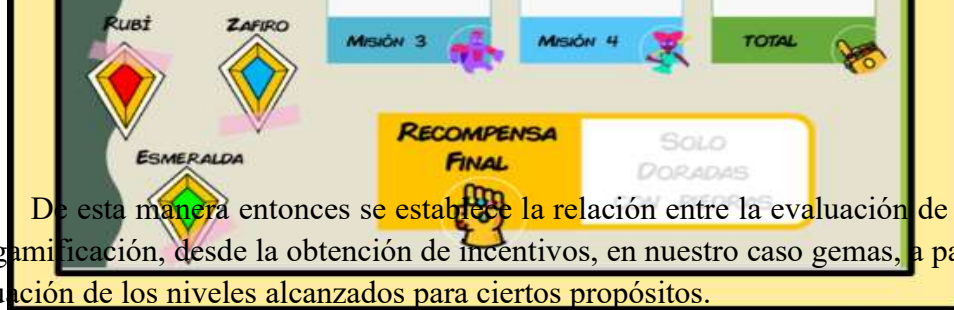 RUBÍ
ZAFIRO
MISIÓN 3
MISIÓN 4
TOTAL
ESMERALDA
RECOMPENSA
FINAL
SOLO
DORADAS
CON PIEDRAS
De esta manera entonces se establece la relación entre la evaluación de
gamificación, desde la obtención de incentivos, en nuestro caso gemas, a
de los niveles alcanzados para ciertos propósitos.